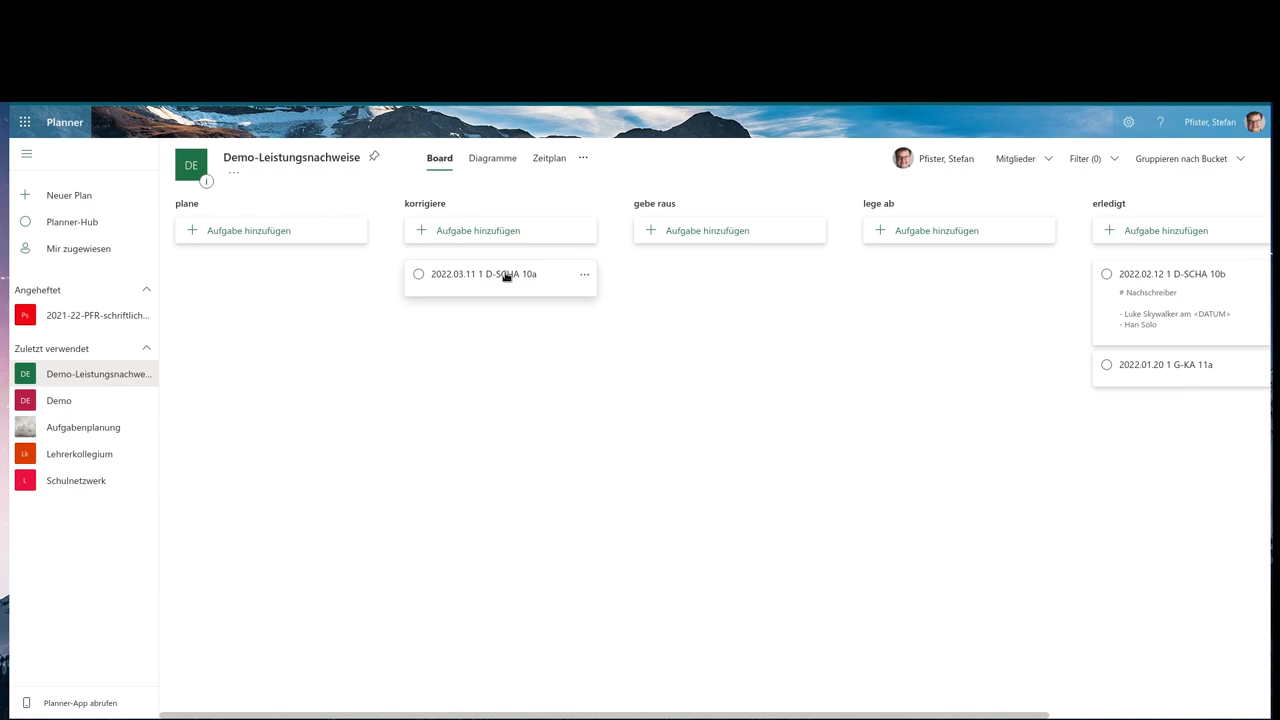 Planner
Pfister, Stefan
Neuer Plan
Planner-Hub
Mir zugewiesen
Angeheftet
Ps
2021-22-PFR-schriftlich...
Zuletzt verwendet
DE
Demo-Leistungsnachwe...
DE
Demo
Aufgabenplanung
Lk
Lehrerkollegium
L
Schulnetzwerk
Planner-App abrufen
DE
Demo-Leistungsnachweise
...
Board
Diagramme
Zeitplan
...
Pfister, Stefan
Mitglieder
Filter (0)
Gruppieren nach Bucket
plane
Aufgabe hinzufügen
korrigiere
Aufgabe hinzufügen
2022.03.11 1 D-SCHA 10a
...
gebe raus
Aufgabe hinzufügen
lege ab
Aufgabe hinzufügen
erledigt
Aufgabe hinzufügen
2022.02.12 1 D-SCHA 10b
# Nachschreiber
- Luke Skywalker am <DATUM>
- Han Solo
2022.01.20 1 G-KA 11a